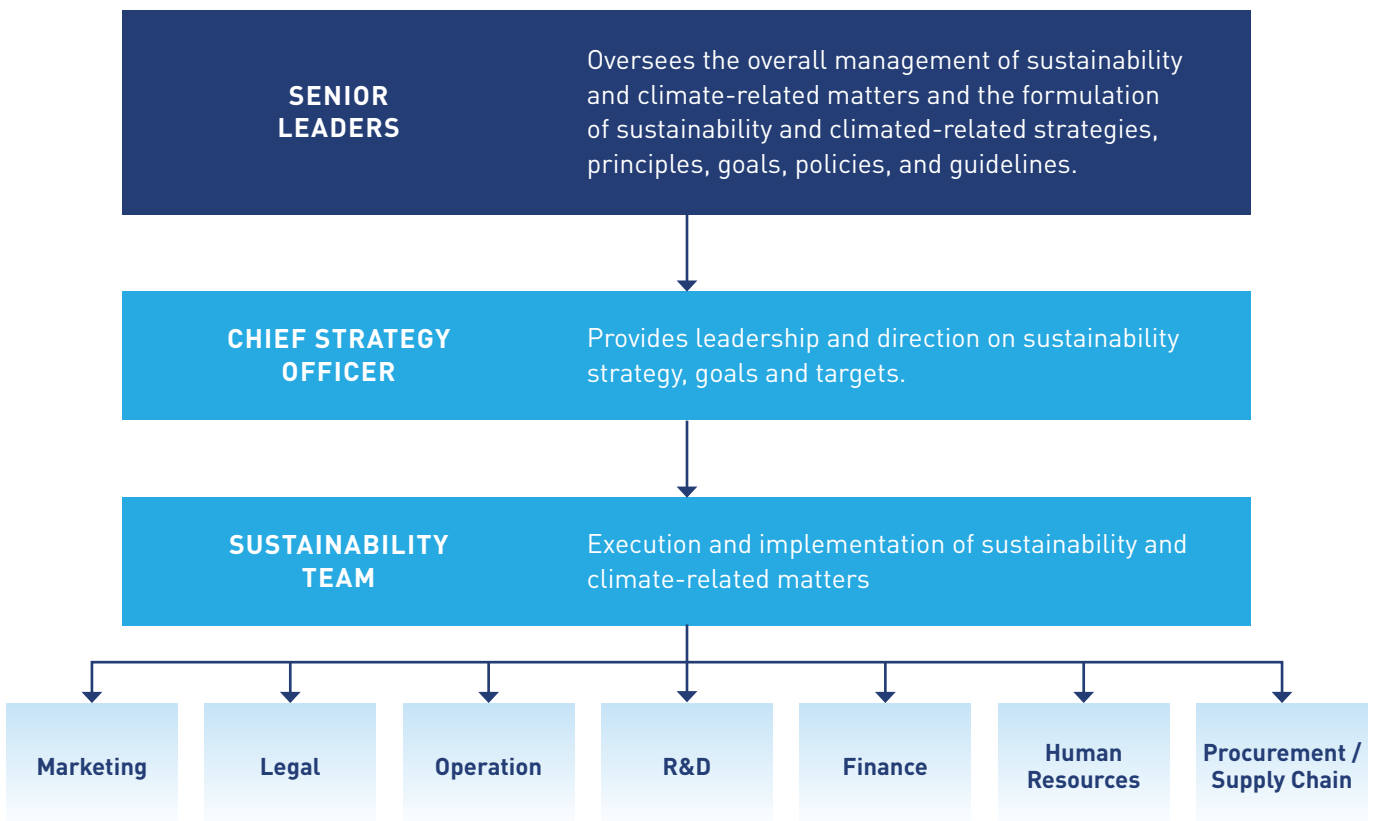 SENIOR
LEADERS
Oversees the overall management of sustainability
and climate-related matters and the formulation
of sustainability and climated-related strategies,
principles, goals, policies, and guidelines.
CHIEF STRATEGY
OFFICER
Provides leadership and direction on sustainability
strategy, goals and targets.
SUSTAINABILITY
TEAM
Execution and implementation of sustainability and
climate-related matters
Marketing
Legal
Operation
R&D
Finance
Human
Resources
Procurement /
Supply Chain